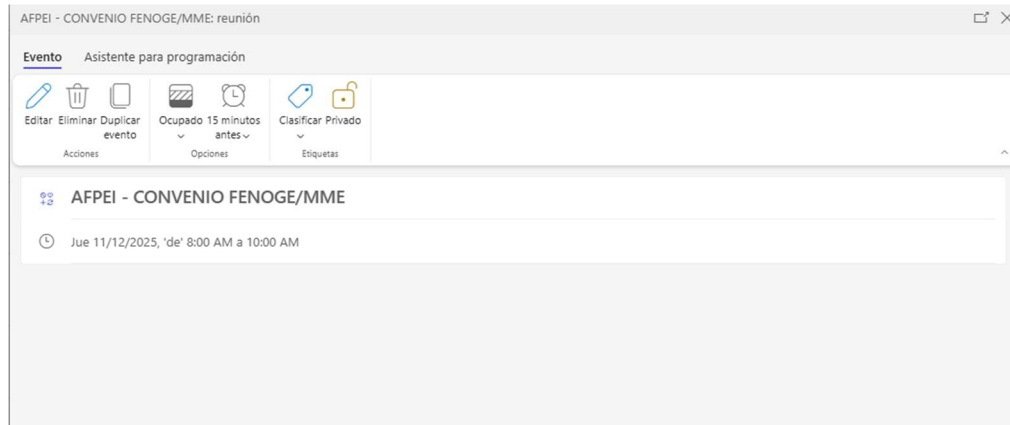 AFPEI - CONVENIO FENOGE/MME: reunión
Evento Asistente para programación
Editar Eliminar Duplicar evento Ocupado 15 minutos antes Clasificar Privado
Acciones Opciones Etiquetas
AFPEI - CONVENIO FENOGE/MME
Jue 11/12/2025, 'de' 8:00 AM a 10:00 AM